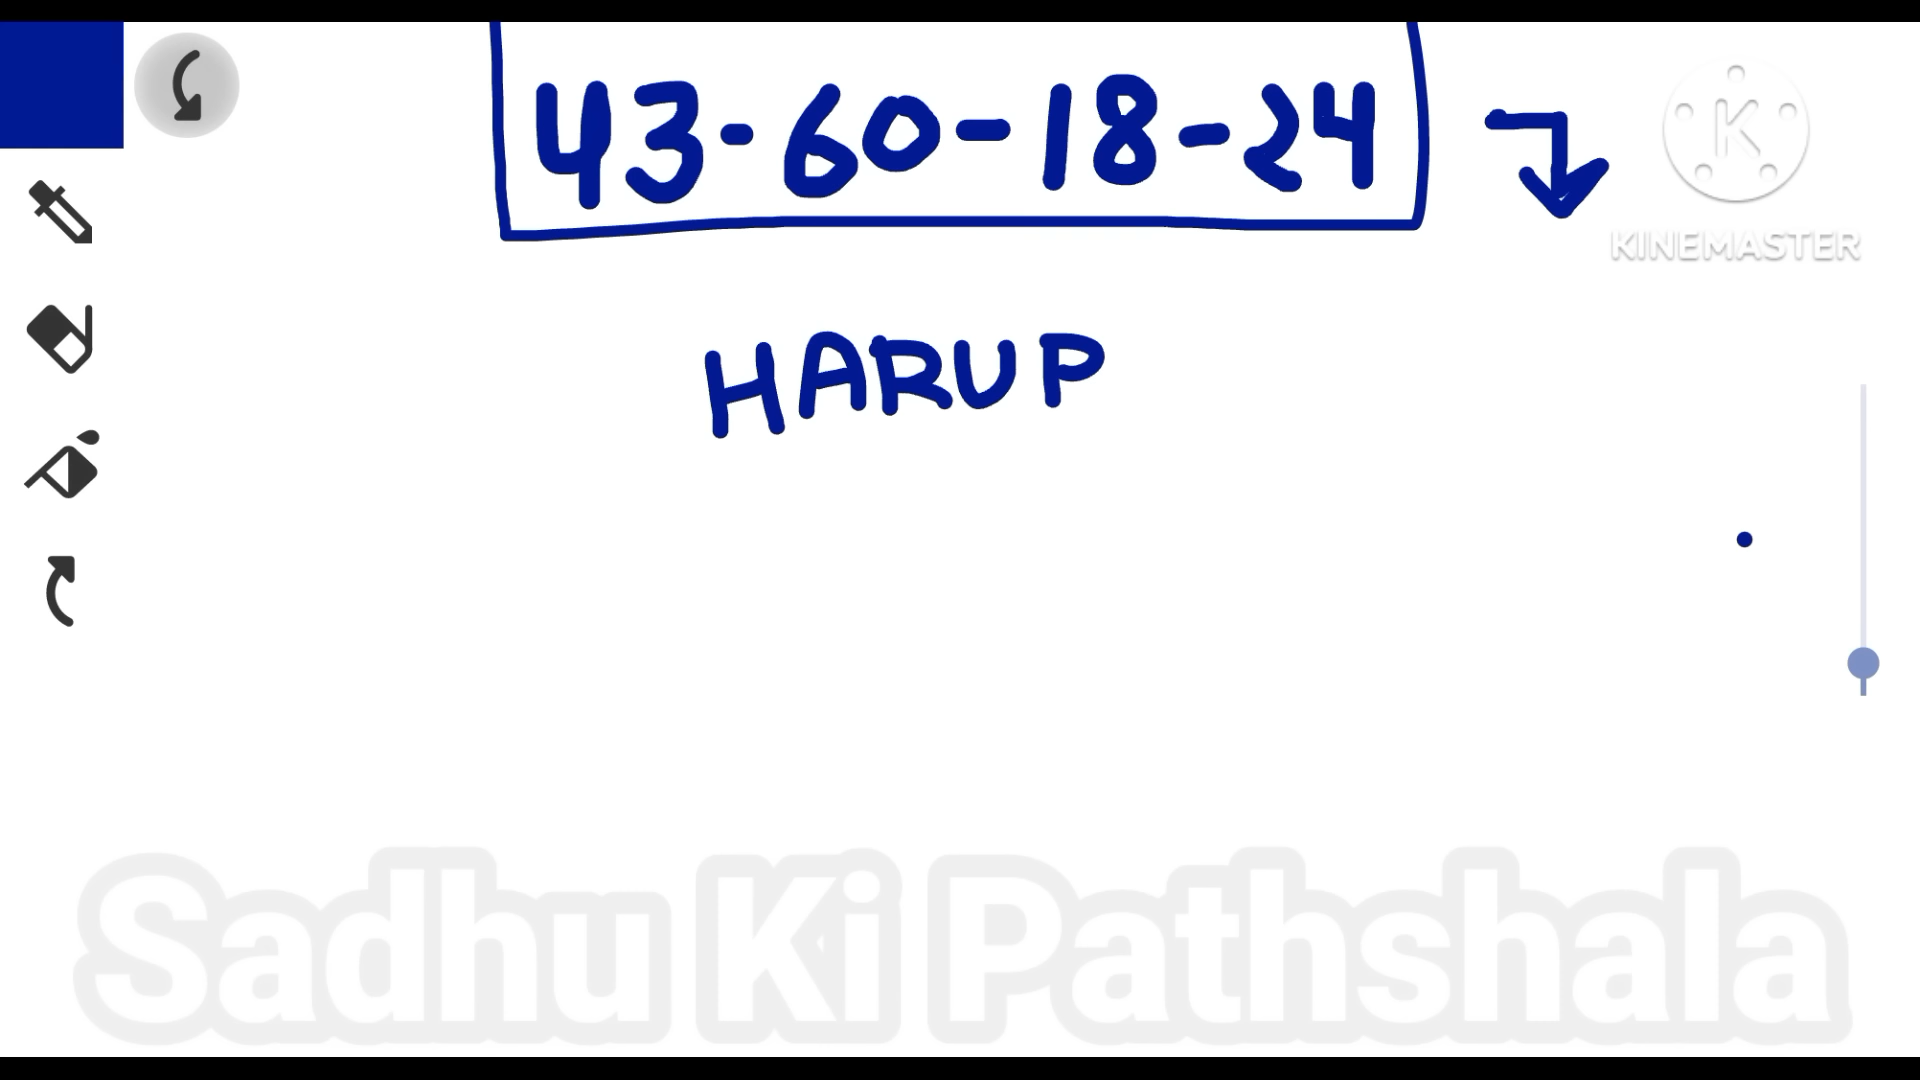 43-60-18-24
K
KINEMASTER
HARUP
Sadhu Ki Pathshala